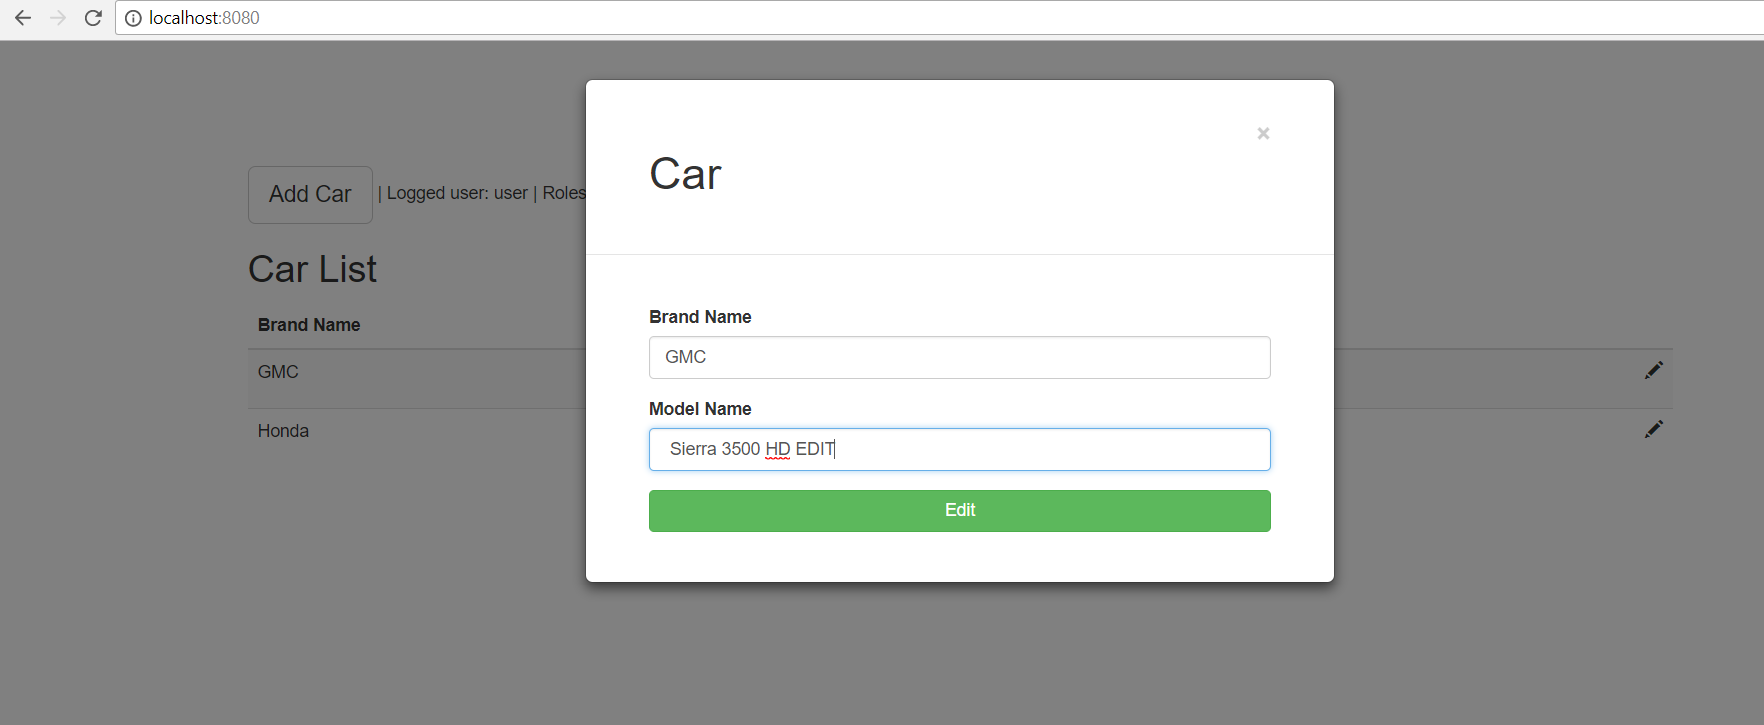 localhost:8080
×
Car
Add Car | Logged user: user | Roles
Car List
Brand Name
GMC
Honda
Brand Name
GMC
Model Name
Sierra 3500 HD EDIT
Edit